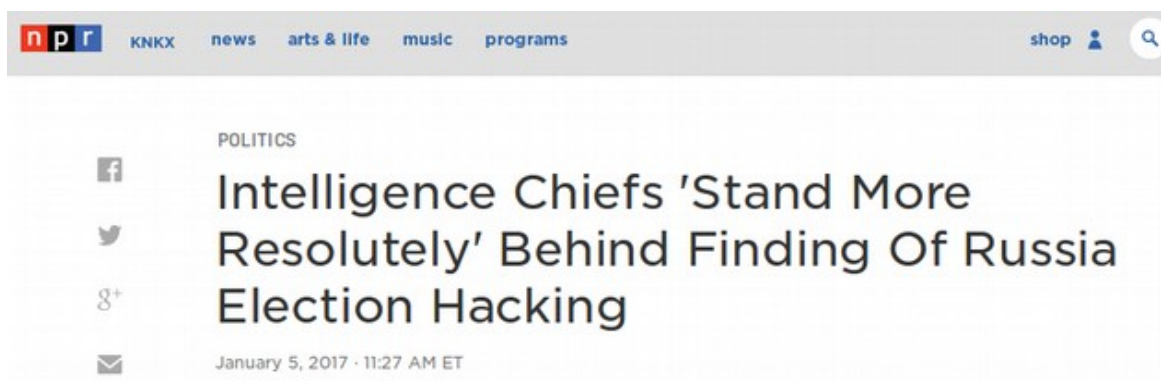 npr KNKX news arts & life music programs shop
POLITICS
Intelligence Chiefs 'Stand More
Resolutely' Behind Finding Of Russia
Election Hacking
January 5, 2017 · 11:27 AM ET
g+